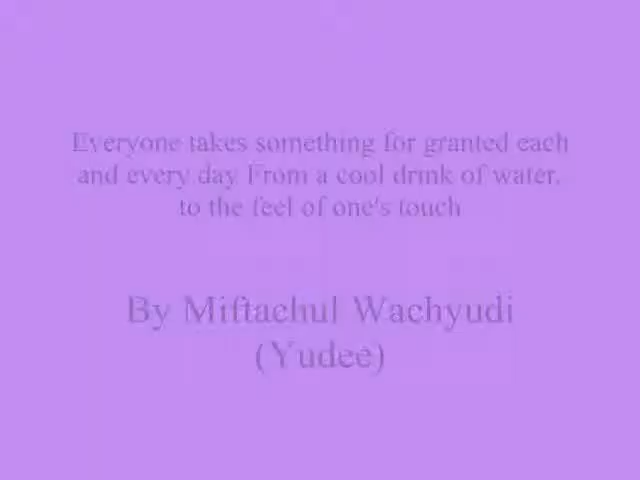 Everyone takes something for granted each
and every day From a cool drink of water,
to the feel of one's touch
By Miftachul Wachyudi
(Yudee)